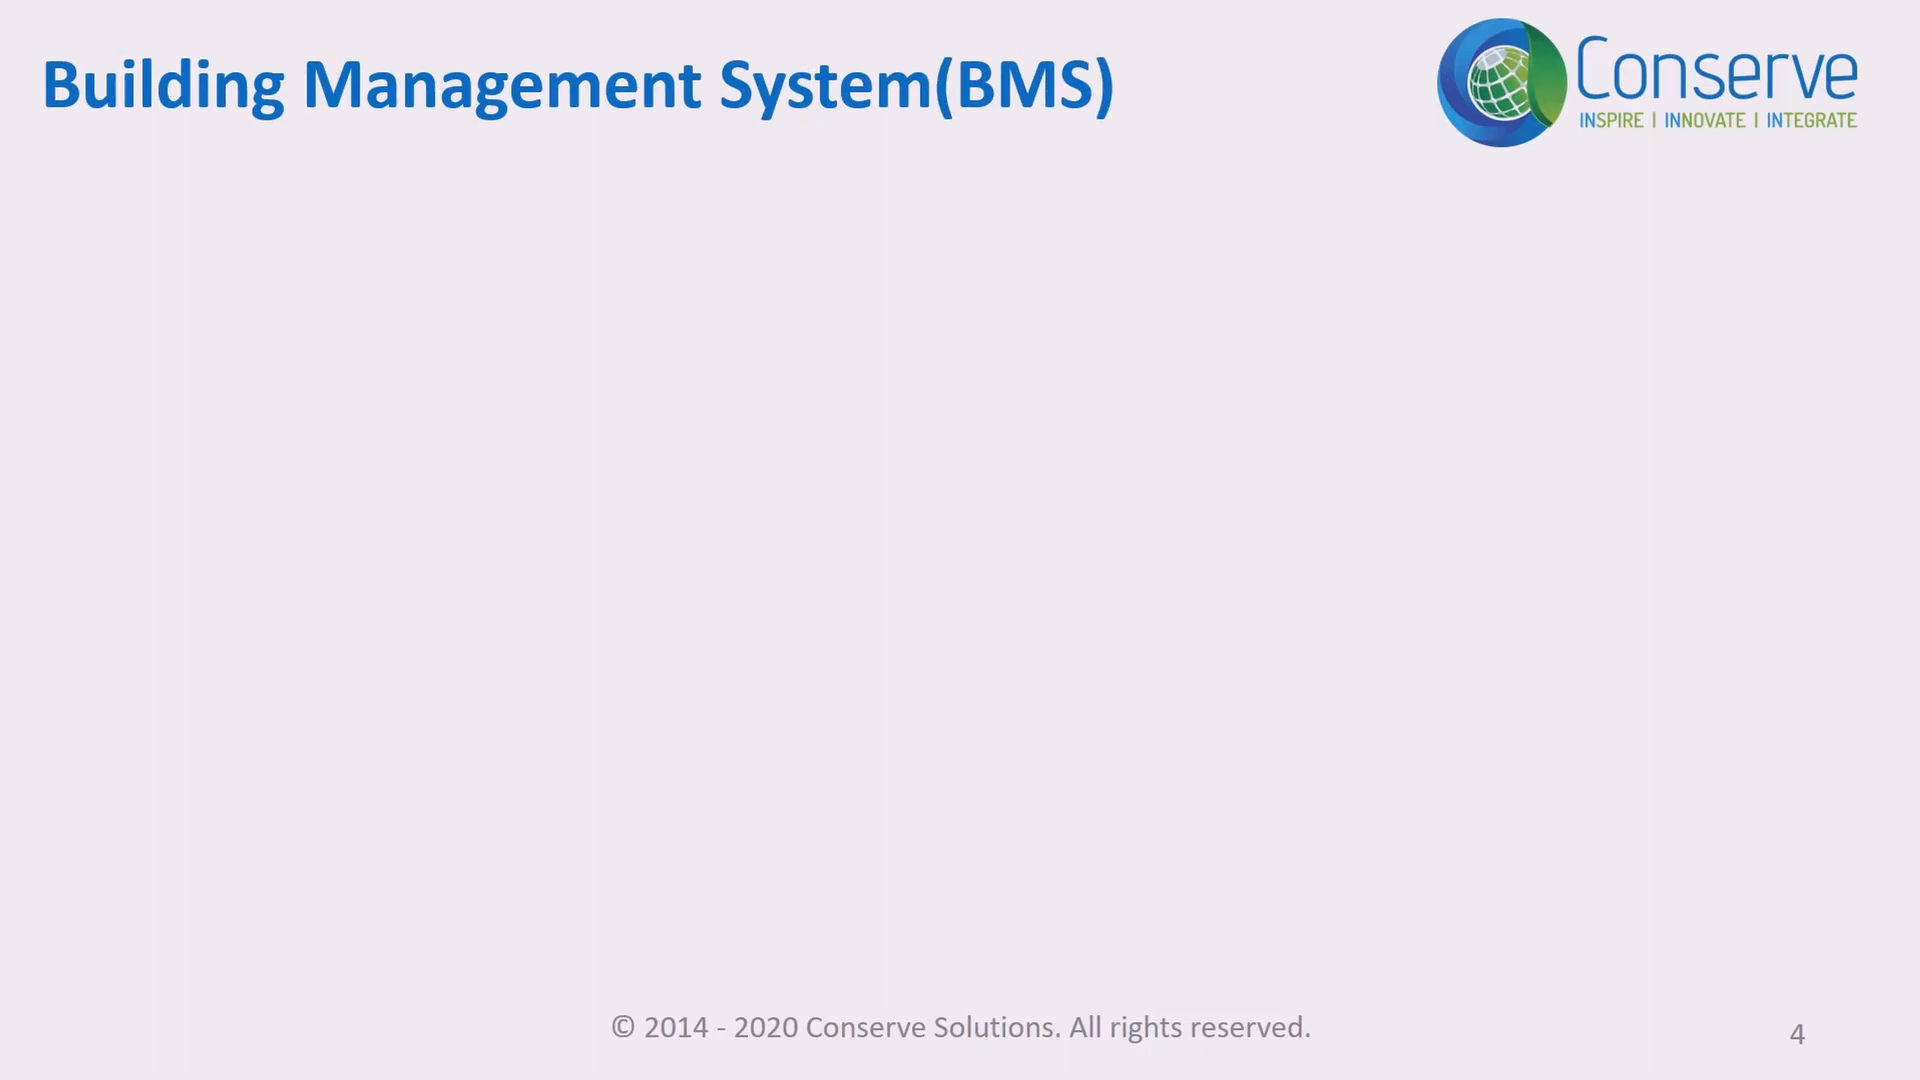 Building Management System(BMS)
Conserve
INSPIRE | INNOVATE | INTEGRATE
© 2014 - 2020 Conserve Solutions. All rights reserved.
4